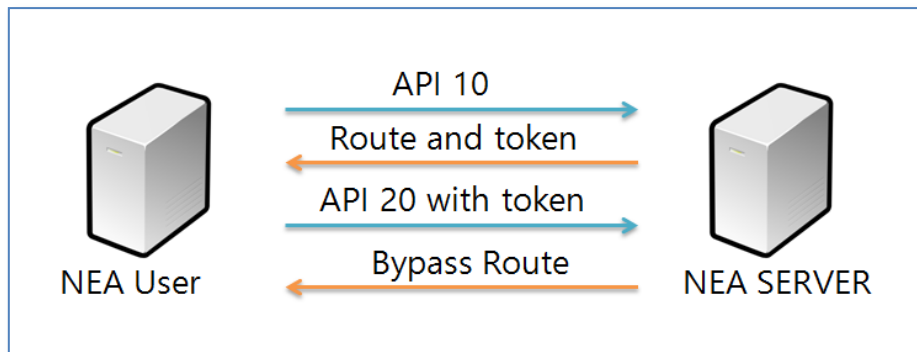 API 10
Route and token
API 20 with token
Bypass Route
NEA User
NEA SERVER